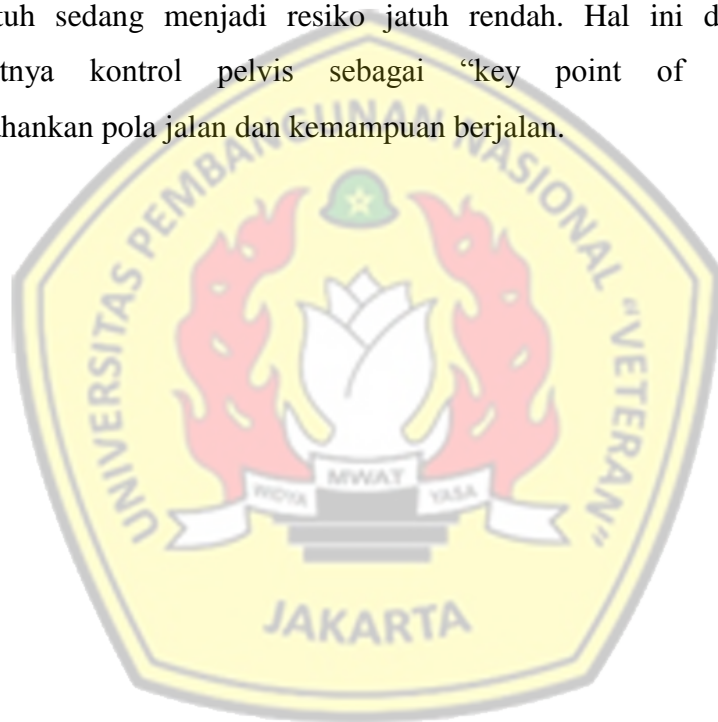 tuh sedang menjadi resiko jatuh rendah. Hal ini d
tnya kontrol pelvis sebagai “key point of
ahankan pola jalan dan kemampuan berjalan.
UNIVERSITAS PEMBANGUNAN NASIONAL "VETERAN"
WIDYA MWAT YASA
JAKARTA